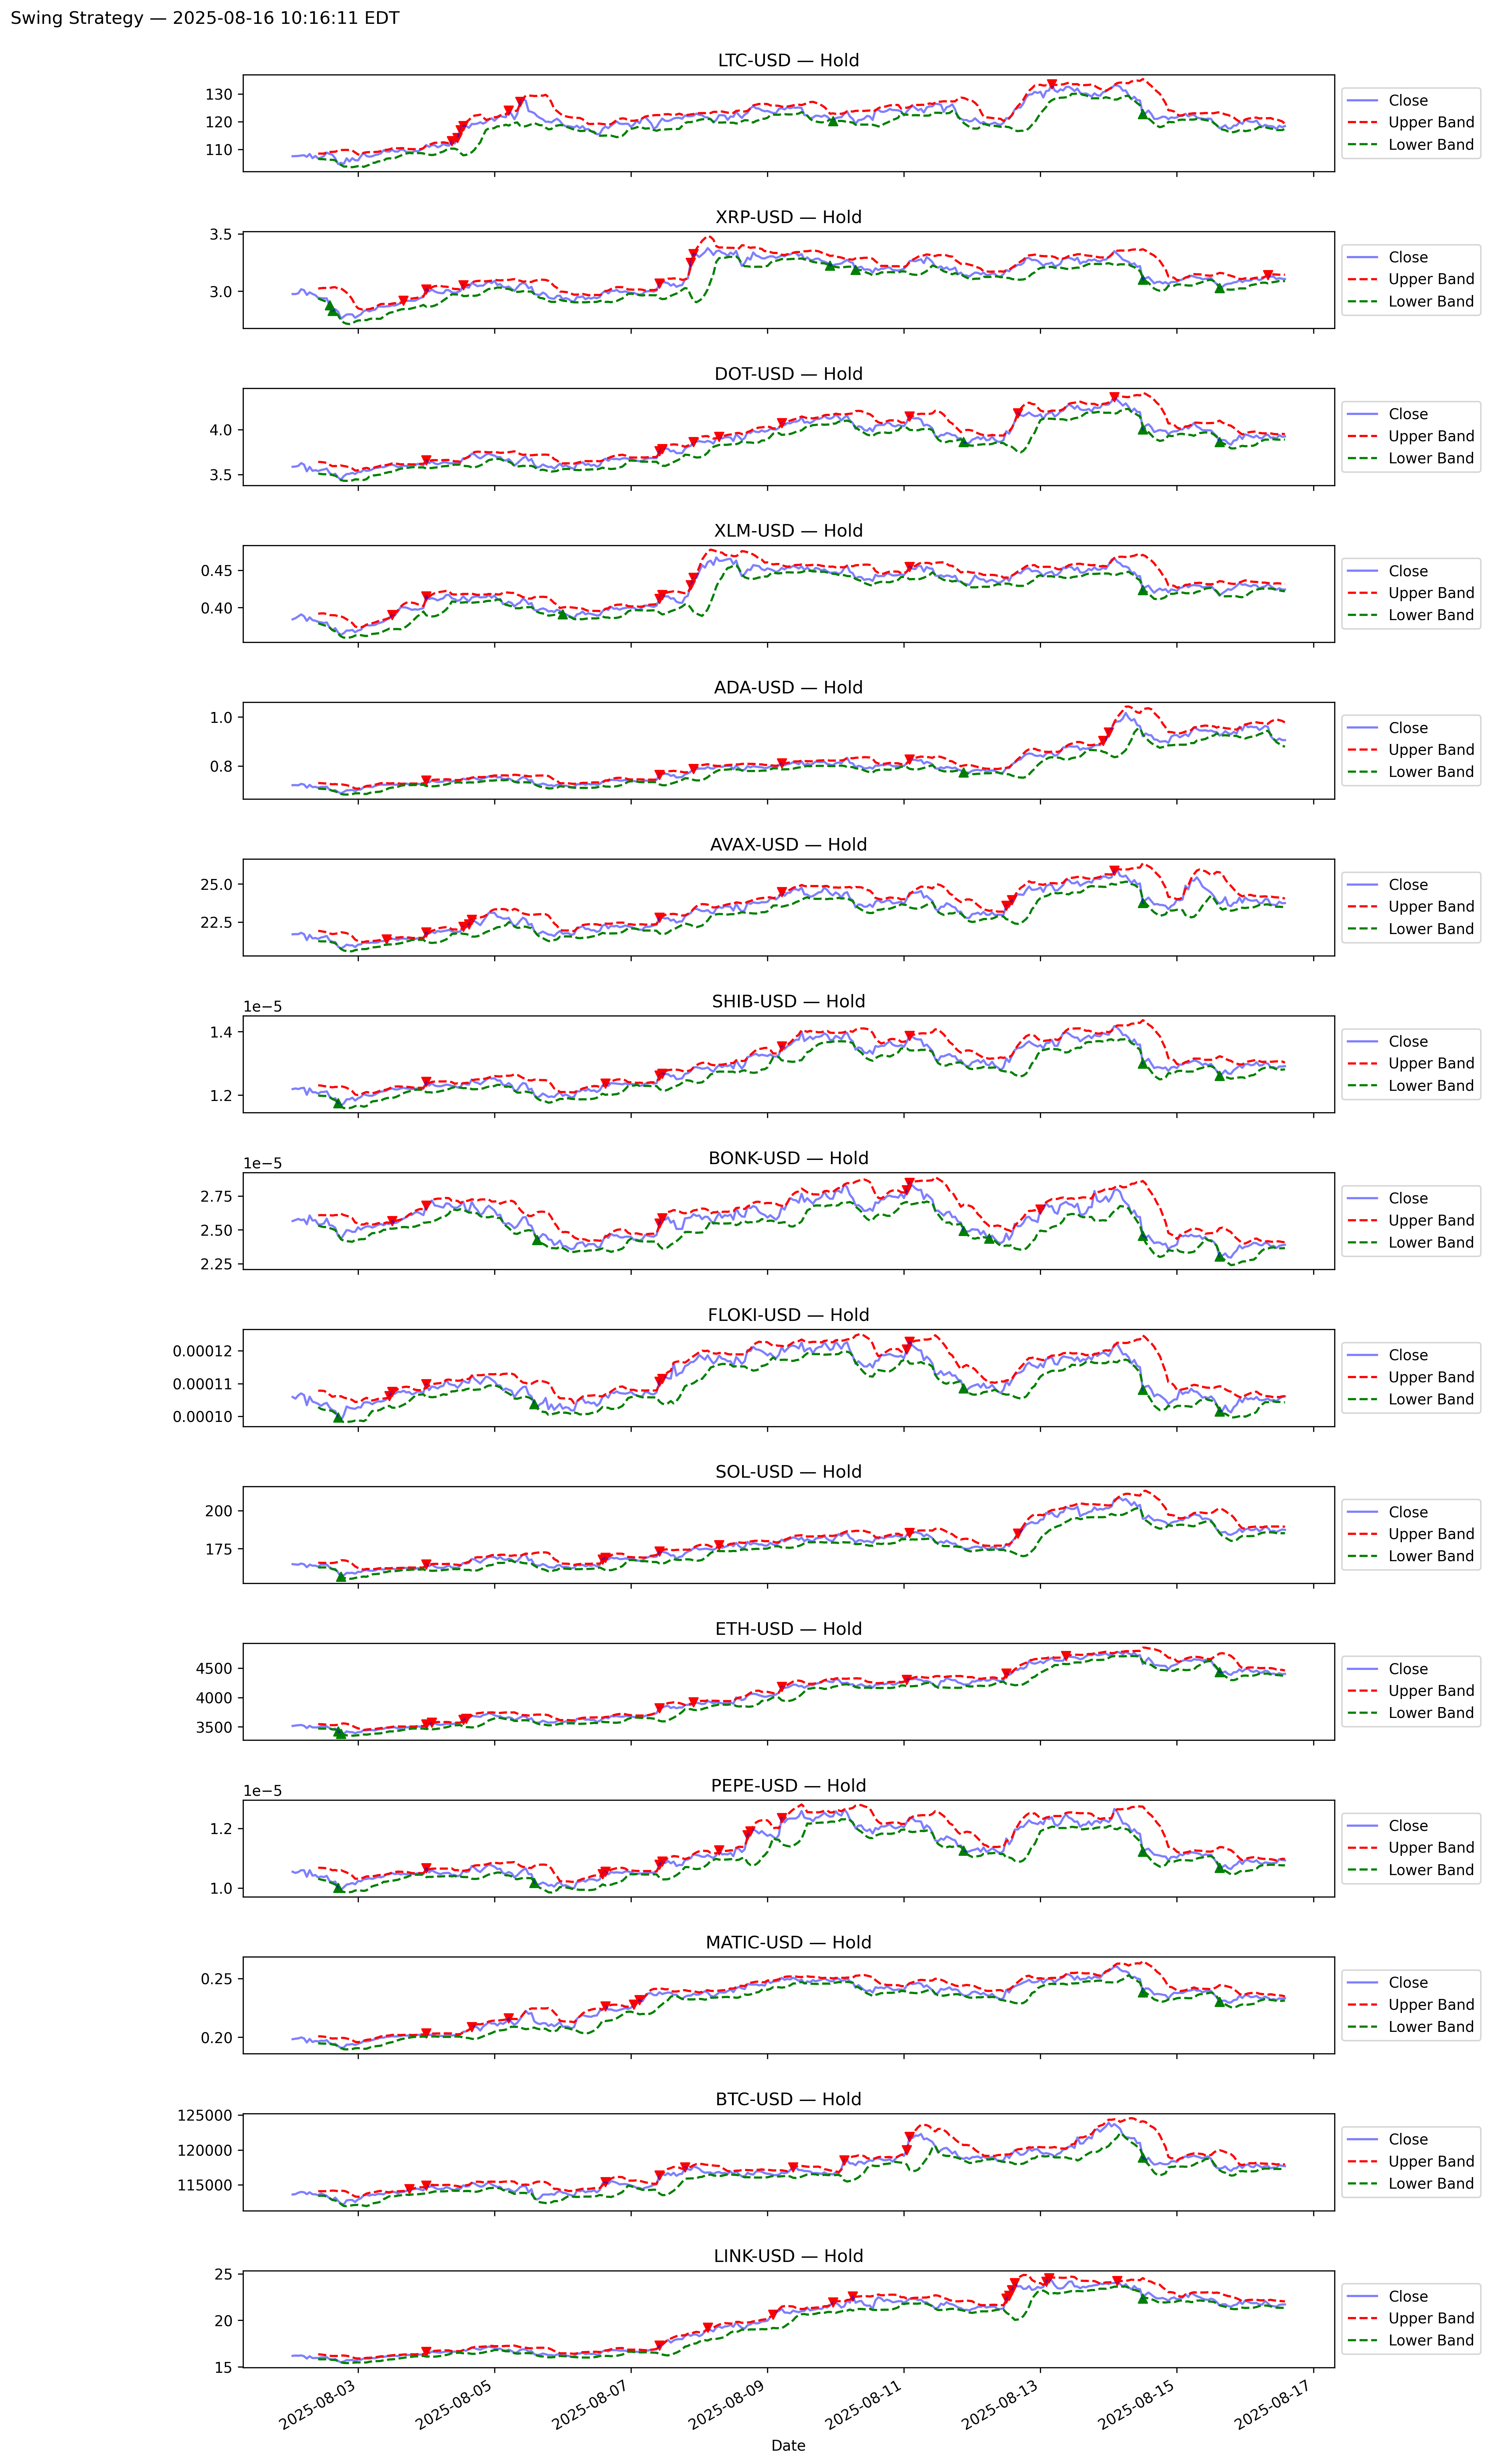 Swing Strategy — 2025-08-16 10:16:11 EDT
LTC-USD — Hold
130
120
110
Close
Upper Band
Lower Band
XRP-USD — Hold
3.5
3.0
Close
Upper Band
Lower Band
DOT-USD — Hold
4.0
3.5
Close
Upper Band
Lower Band
XLM-USD — Hold
0.45
0.40
Close
Upper Band
Lower Band
ADA-USD — Hold
1.0
0.8
Close
Upper Band
Lower Band
AVAX-USD — Hold
25.0
22.5
Close
Upper Band
Lower Band
SHIB-USD — Hold
1e−5
1.4
1.2
Close
Upper Band
Lower Band
BONK-USD — Hold
1e−5
2.75
2.50
2.25
Close
Upper Band
Lower Band
FLOKI-USD — Hold
0.00012
0.00011
0.00010
Close
Upper Band
Lower Band
SOL-USD — Hold
200
175
Close
Upper Band
Lower Band
ETH-USD — Hold
4500
4000
3500
Close
Upper Band
Lower Band
PEPE-USD — Hold
1e−5
1.2
1.0
Close
Upper Band
Lower Band
MATIC-USD — Hold
0.25
0.20
Close
Upper Band
Lower Band
BTC-USD — Hold
125000
120000
115000
Close
Upper Band
Lower Band
LINK-USD — Hold
25
20
15
Close
Upper Band
Lower Band
2025-08-03
2025-08-05
2025-08-07
2025-08-09
2025-08-11
2025-08-13
2025-08-15
2025-08-17
Date